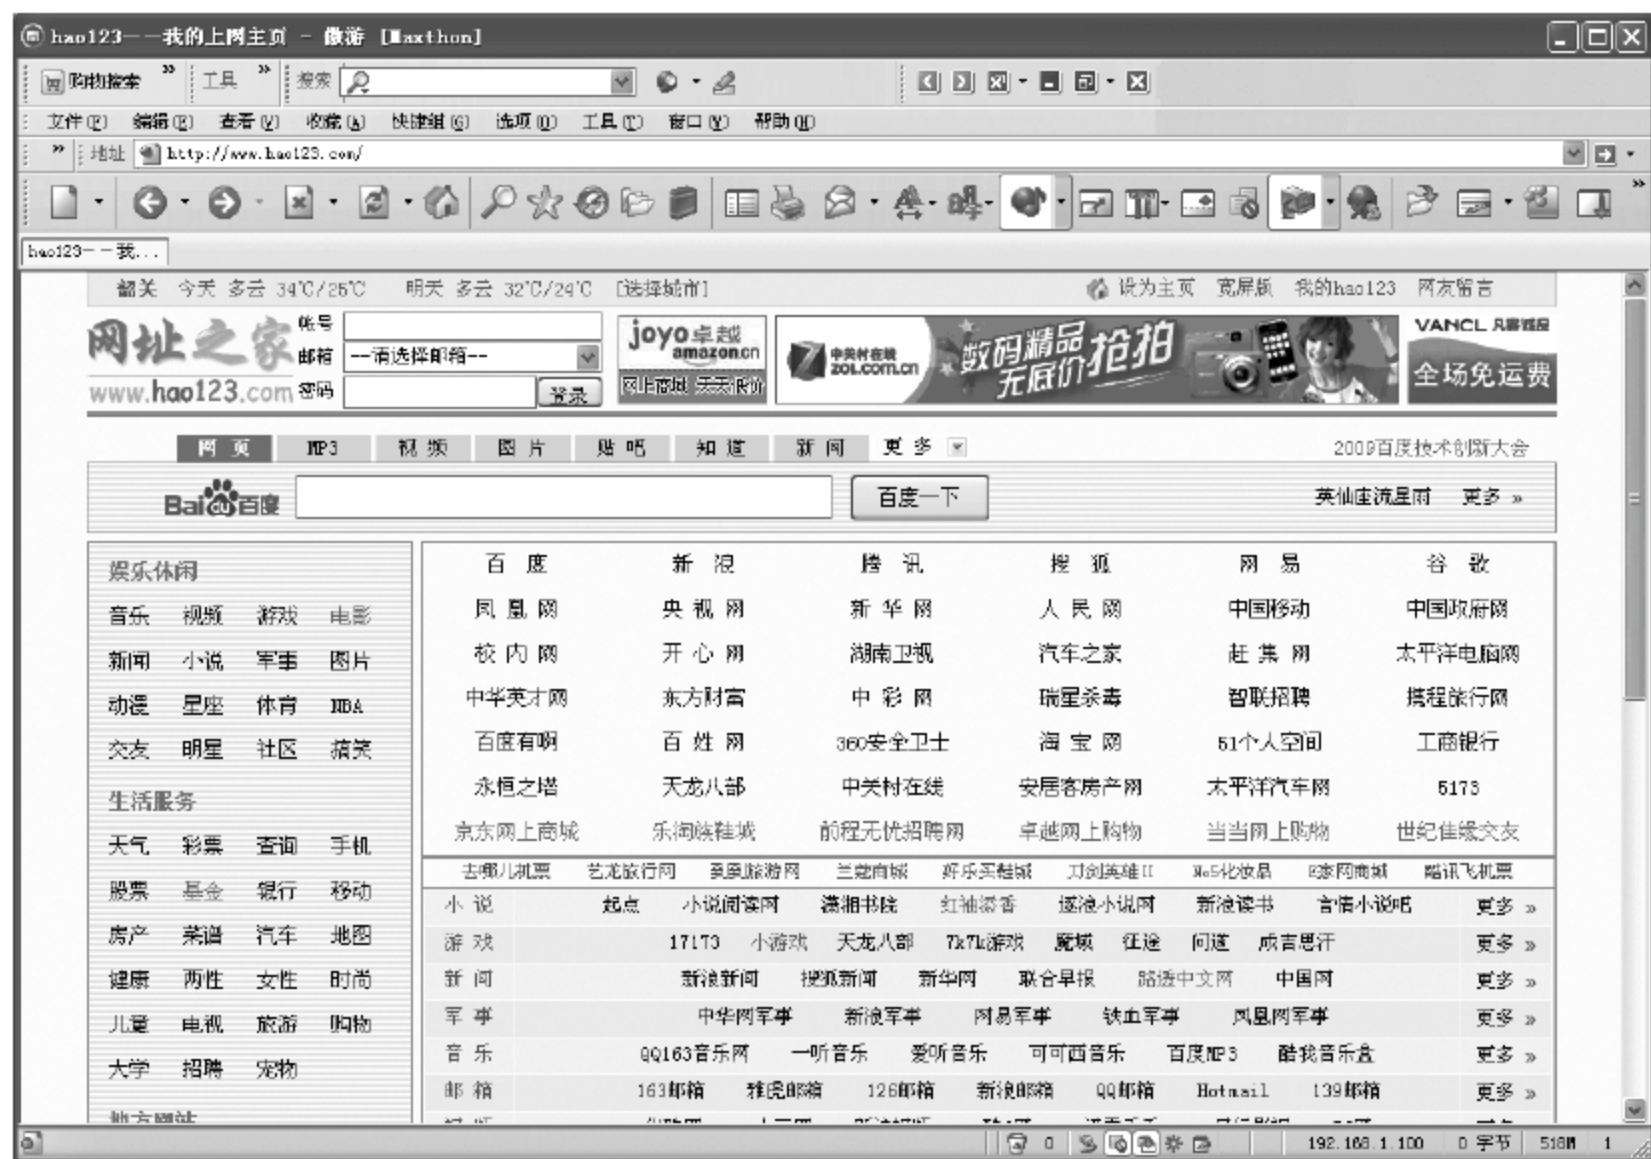 hao123——我的上网主页 - 傲游 [Maxthon]
购物搜索 » 工具 » 搜索
文件(F) 编辑(E) 查看(V) 收藏(A) 快捷组(G) 选项(O) 工具(T) 窗口(W) 帮助(H)
» 地址 http://www.hao123.com/
hao123——我...
韶关 今天 多云 34℃/25℃ 明天 多云 32℃/24℃ [选择城市] 设为主页 宽屏版 我的hao123 网友留言
网址之家
www.hao123.com
帐号
邮箱 --请选择邮箱--
密码 登录
joyo卓越
amazon.cn
网上商城 天天低价
中关村在线
ZOL.COM.CN
数码精品
无底价 抢拍
VANCL 凡客诚品
全场免运费
网 页 MP3 视 频 图 片 贴 吧 知 道 新 闻 更 多 2009百度技术创新大会
Baidu百度 百度一下 英仙座流星雨 更多 »
娱乐休闲
音乐 视频 游戏 电影
新闻 小说 军事 图片
动漫 星座 体育 NBA
交友 明星 社区 搞笑
生活服务
天气 彩票 查询 手机
股票 基金 银行 移动
房产 菜谱 汽车 地图
健康 两性 女性 时尚
儿童 电视 旅游 购物
大学 招聘 宠物
地方网站
百 度 新 浪 腾 讯 搜 狐 网 易 谷 歌
凤 凰 网 央 视 网 新 华 网 人 民 网 中国移动 中国政府网
校 内 网 开 心 网 湖南卫视 汽车之家 赶 集 网 太平洋电脑网
中华英才网 东方财富 中 彩 网 瑞星杀毒 智联招聘 携程旅行网
百度有啊 百 姓 网 360安全卫士 淘 宝 网 51个人空间 工商银行
永恒之塔 天龙八部 中关村在线 安居客房产网 太平洋汽车网 5173
京东网上商城 乐淘族鞋城 前程无忧招聘网 卓越网上购物 当当网上购物 世纪佳缘交友
去哪儿机票 艺龙旅行网 芒果旅游网 兰蔻商城 好乐买鞋城 刀剑英雄II No5化妆品 E家网商城 酷讯飞机票
小 说 起点 小说阅读网 潇湘书院 红袖添香 逐浪小说网 新浪读书 言情小说吧 更多 »
游 戏 17173 小游戏 天龙八部 7k7k游戏 魔域 征途 问道 成吉思汗 更多 »
新 闻 新浪新闻 搜狐新闻 新华网 联合早报 路透中文网 中国网 更多 »
军 事 中华网军事 新浪军事 网易军事 铁血军事 凤凰网军事 更多 »
音 乐 QQ163音乐网 一听音乐 爱听音乐 可可西音乐 百度MP3 酷我音乐盒 更多 »
邮 箱 163邮箱 雅虎邮箱 126邮箱 新浪邮箱 QQ邮箱 Hotmail 139邮箱 更多 »
0 192.168.1.100 0 字节 518M 1